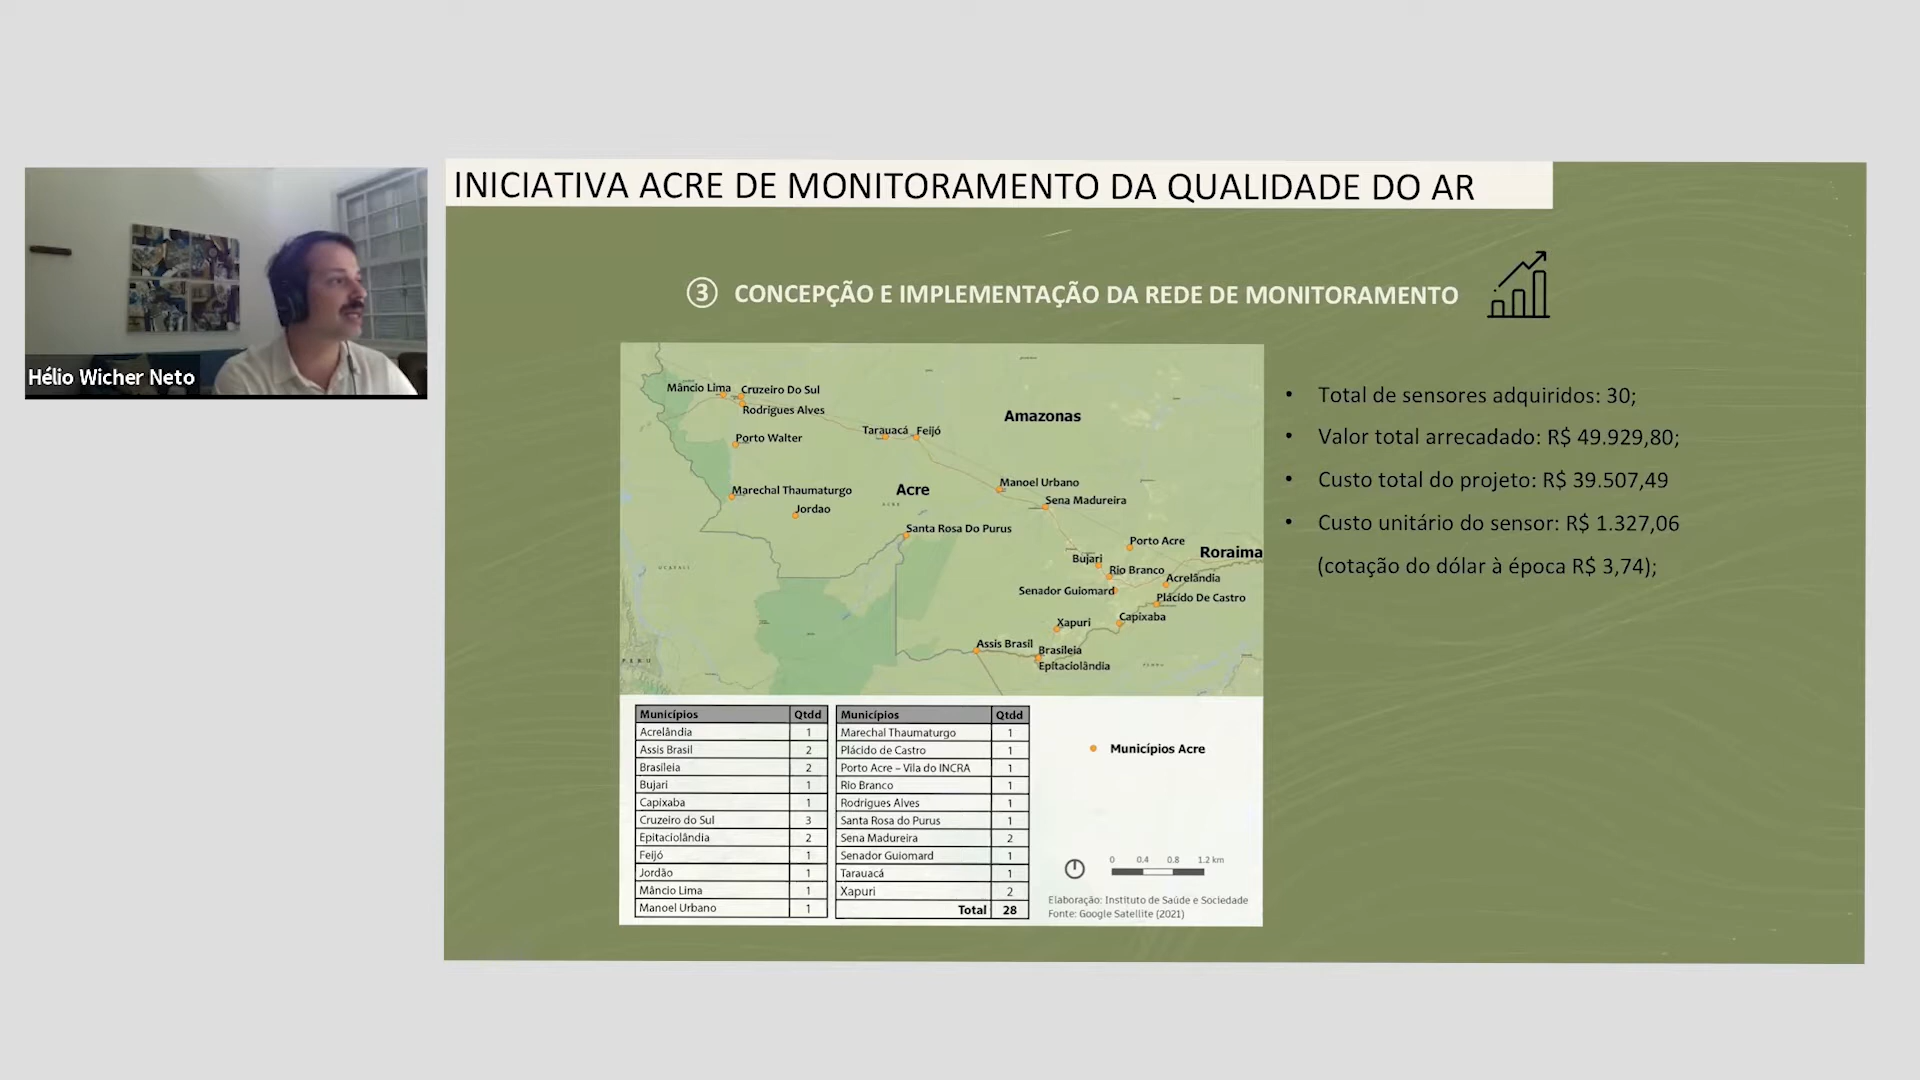 INICIATIVA ACRE DE MONITORAMENTO DA QUALIDADE DO AR
Hélio Wicher Neto
3 CONCEPÇÃO E IMPLEMENTAÇÃO DA REDE DE MONITORAMENTO
Mâncio Lima
Cruzeiro Do Sul
Rodrigues Alves
Porto Walter
Tarauacá
Feijó
Amazonas
Marechal Thaumaturgo
Jordao
Acre
ACRE
Manoel Urbano
Sena Madureira
Santa Rosa Do Purus
Porto Acre
Roraima
Bujari
Rio Branco
Acrelândia
Senador Guiomard
Plácido De Castro
Capixaba
Xapuri
Assis Brasil
Brasileia
Epitaciolândia
UCAYALI
PERU
PANDO
• Total de sensores adquiridos: 30;
• Valor total arrecadado: R$ 49.929,80;
• Custo total do projeto: R$ 39.507,49
• Custo unitário do sensor: R$ 1.327,06
(cotação do dólar à época R$ 3,74);
Municípios Qtdd
Acrelândia 1
Assis Brasil 2
Brasíleia 2
Bujari 1
Capixaba 1
Cruzeiro do Sul 3
Epitaciolândia 2
Feijó 1
Jordão 1
Mâncio Lima 1
Manoel Urbano 1
Municípios Qtdd
Marechal Thaumaturgo 1
Plácido de Castro 1
Porto Acre – Vila do INCRA 1
Rio Branco 1
Rodrigues Alves 1
Santa Rosa do Purus 1
Sena Madureira 2
Senador Guiomard 1
Tarauacá 1
Xapuri 2
Total 28
Municípios Acre
0 0.4 0.8 1.2 km
Elaboração: Instituto de Saúde e Sociedade
Fonte: Google Satellite (2021)